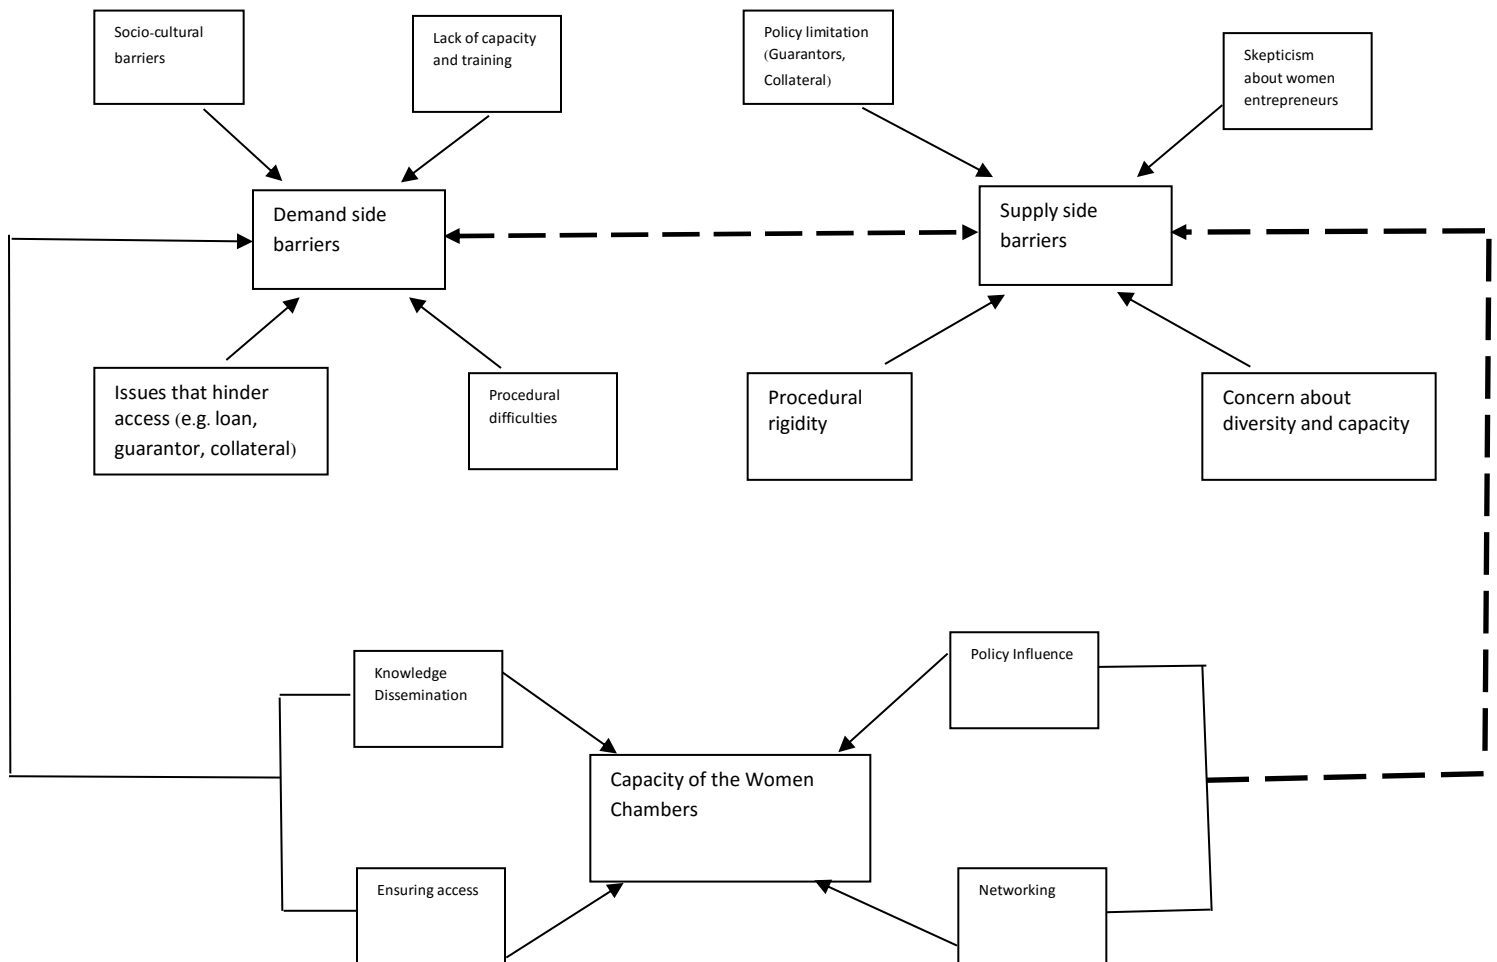 Socio-cultural
barriers
Lack of capacity
and training
Policy limitation
(Guarantors,
Collateral)
Skepticism
about women
entrepreneurs
Demand side
barriers
Supply side
barriers
Issues that hinder
access (e.g. loan,
guarantor, collateral)
Procedural
difficulties
Procedural
rigidity
Concern about
diversity and capacity
Knowledge
Dissemination
Policy Influence
Capacity of the Women
Chambers
Ensuring access
Networking